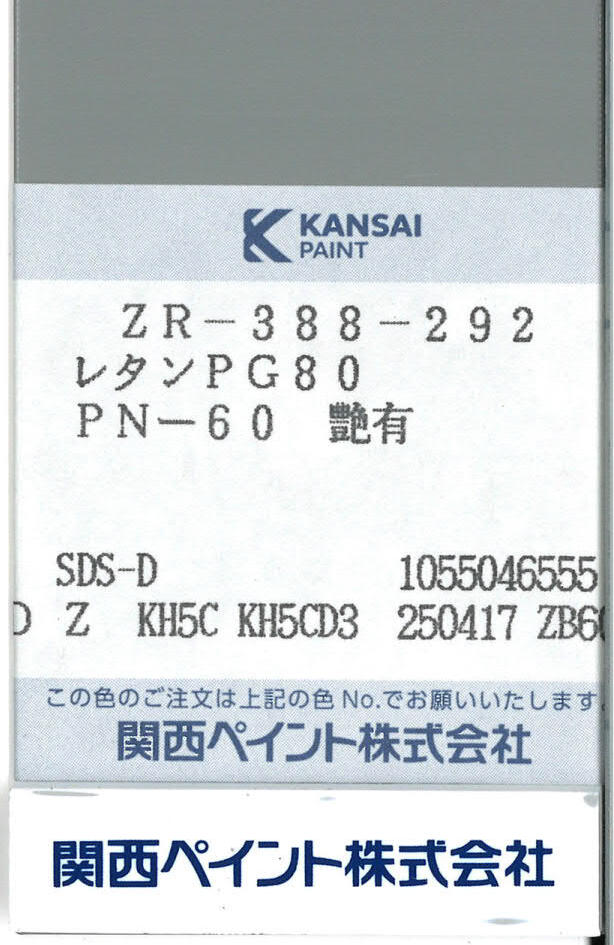 KANSAI
PAINT
ZR-388-292
レタンPG80
PN-60 艶有
SDS-D 1055046555
Z KH5C KH5CD3 250417 ZB6
この色のご注文は上記の色No.でお願いいたします
関西ペイント株式会社
関西ペイント株式会社